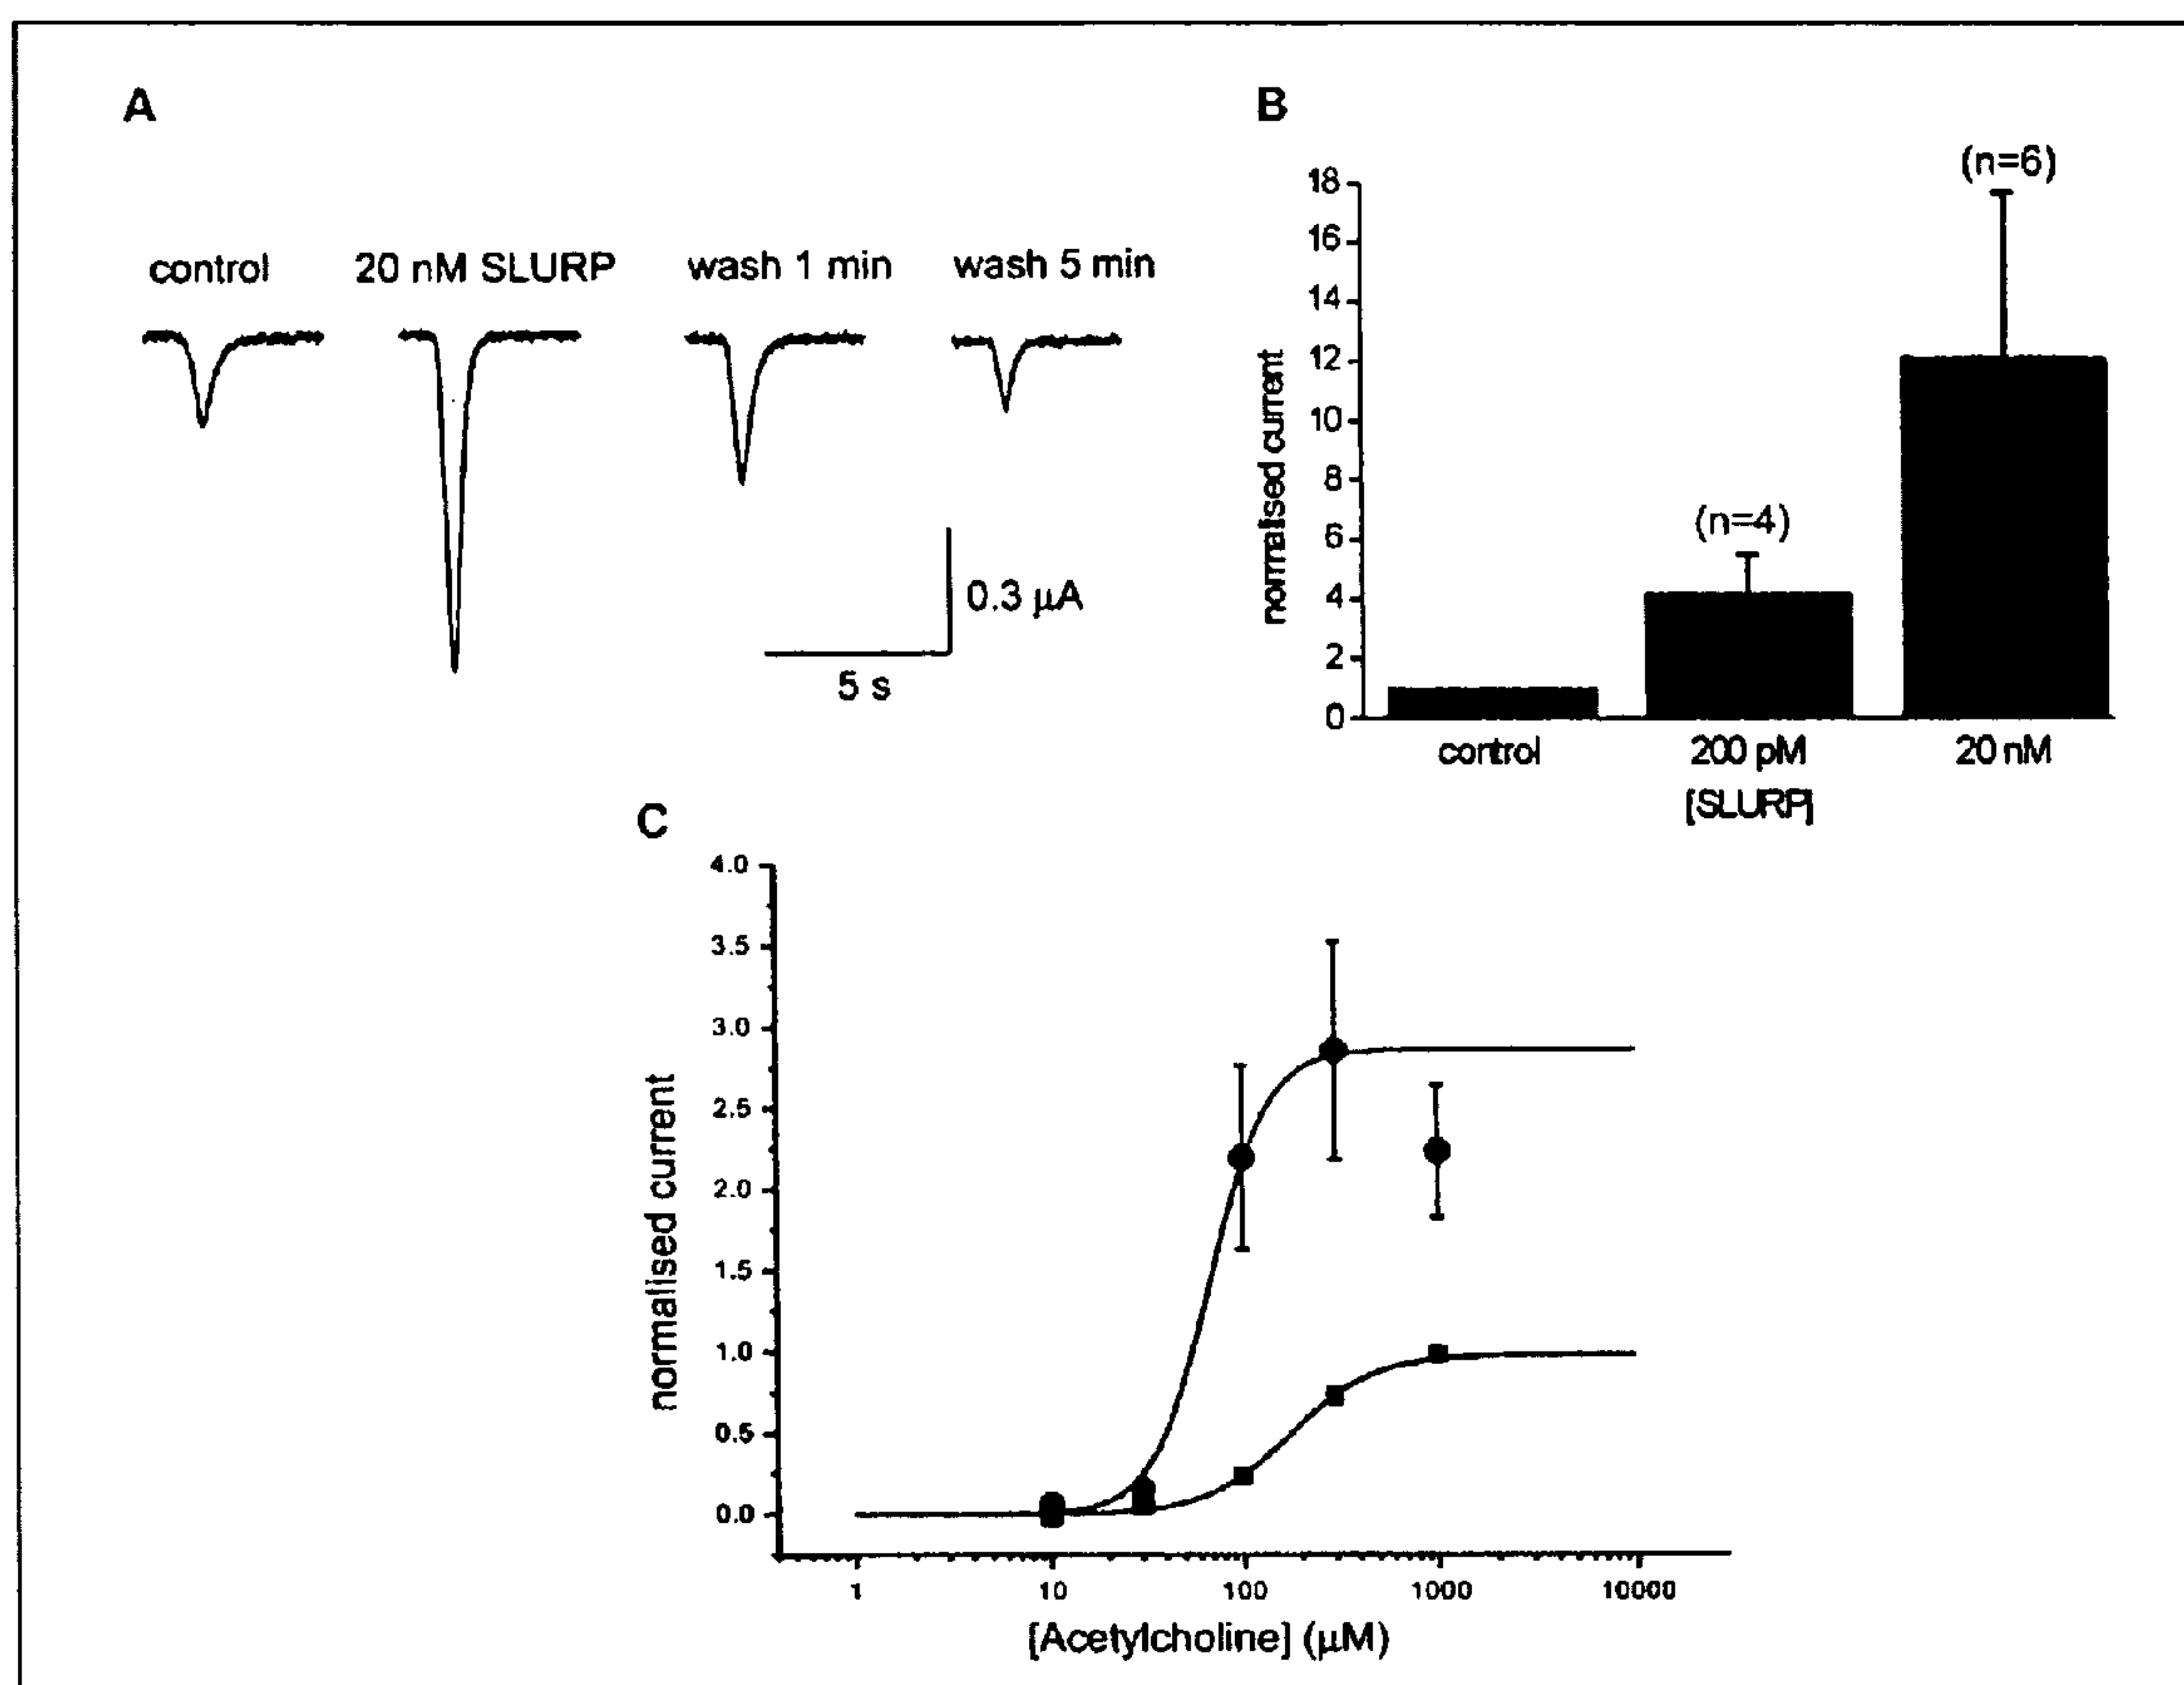 A
control
20 nM SLURP
wash 1 min
wash 5 min
0.3 µA
5 s
B
(n=6)
(n=4)
18
16
14
12
10
8
6
4
2
0
normalised current
control
200 pM
20 nM
[SLURP]
C
4.0
3.5
3.0
2.5
2.0
1.5
1.0
0.5
0.0
normalised current
1
10
100
1000
10000
[Acetylcholine] (µM)